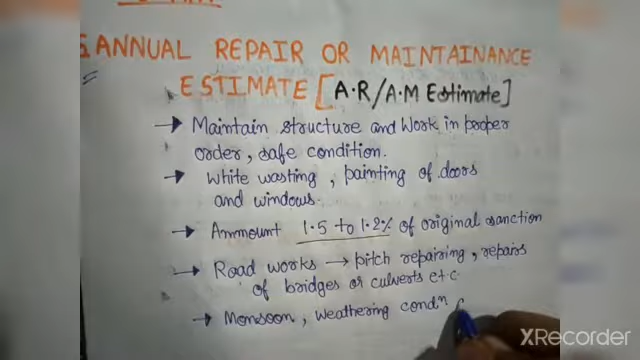 5 ANNUAL REPAIR OR MAINTAINANCE
ESTIMATE [A.R/A.M Estimate]
→ Maintain structure and Work in proper
order, safe condition.
→ White wasting, painting of doors
and windows.
→ Ammount 1.5 to 1.2% of original sanction
→ Road works → pitch repairing, repairs
of bridges or culverts etc.
→ Monsoon, weathering condn
XRecorder